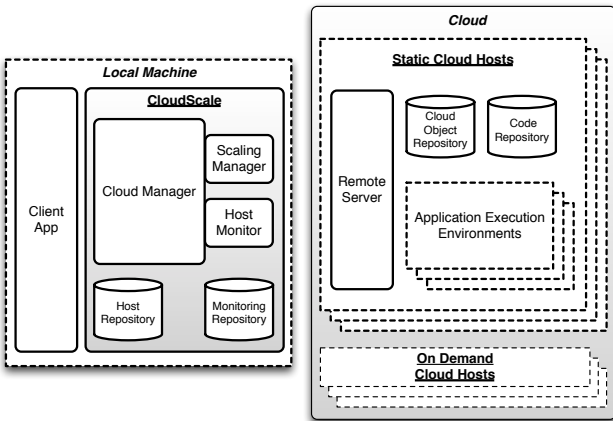 Local Machine
CloudScale
Client
App
Cloud Manager
Scaling
Manager
Host
Monitor
Host
Repository
Monitoring
Repository
Cloud
Static Cloud Hosts
Remote
Server
Cloud
Object
Repository
Code
Repository
Application Execution
Environments
On Demand
Cloud Hosts